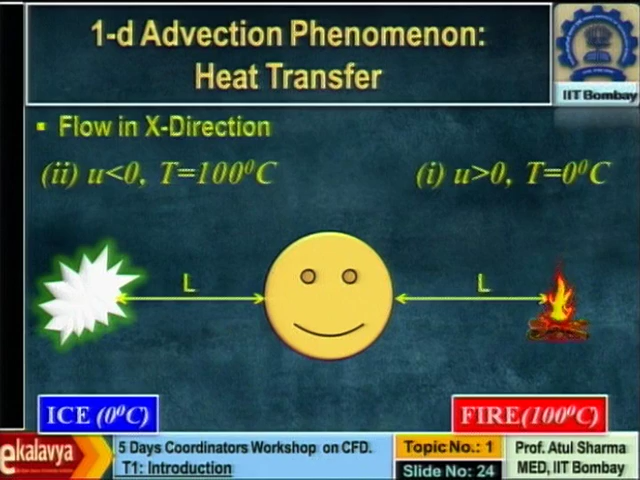 1-d Advection Phenomenon:
Heat Transfer
IIT Bombay
▪ Flow in X-Direction
(ii) u<0, T=100⁰C
(i) u>0, T=0⁰C
L
L
ICE (0⁰C)
FIRE(100⁰C)
ekalavya
5 Days Coordinators Workshop on CFD.
T1: Introduction
Topic No.: 1
Slide No: 24
Prof. Atul Sharma
MED, IIT Bombay